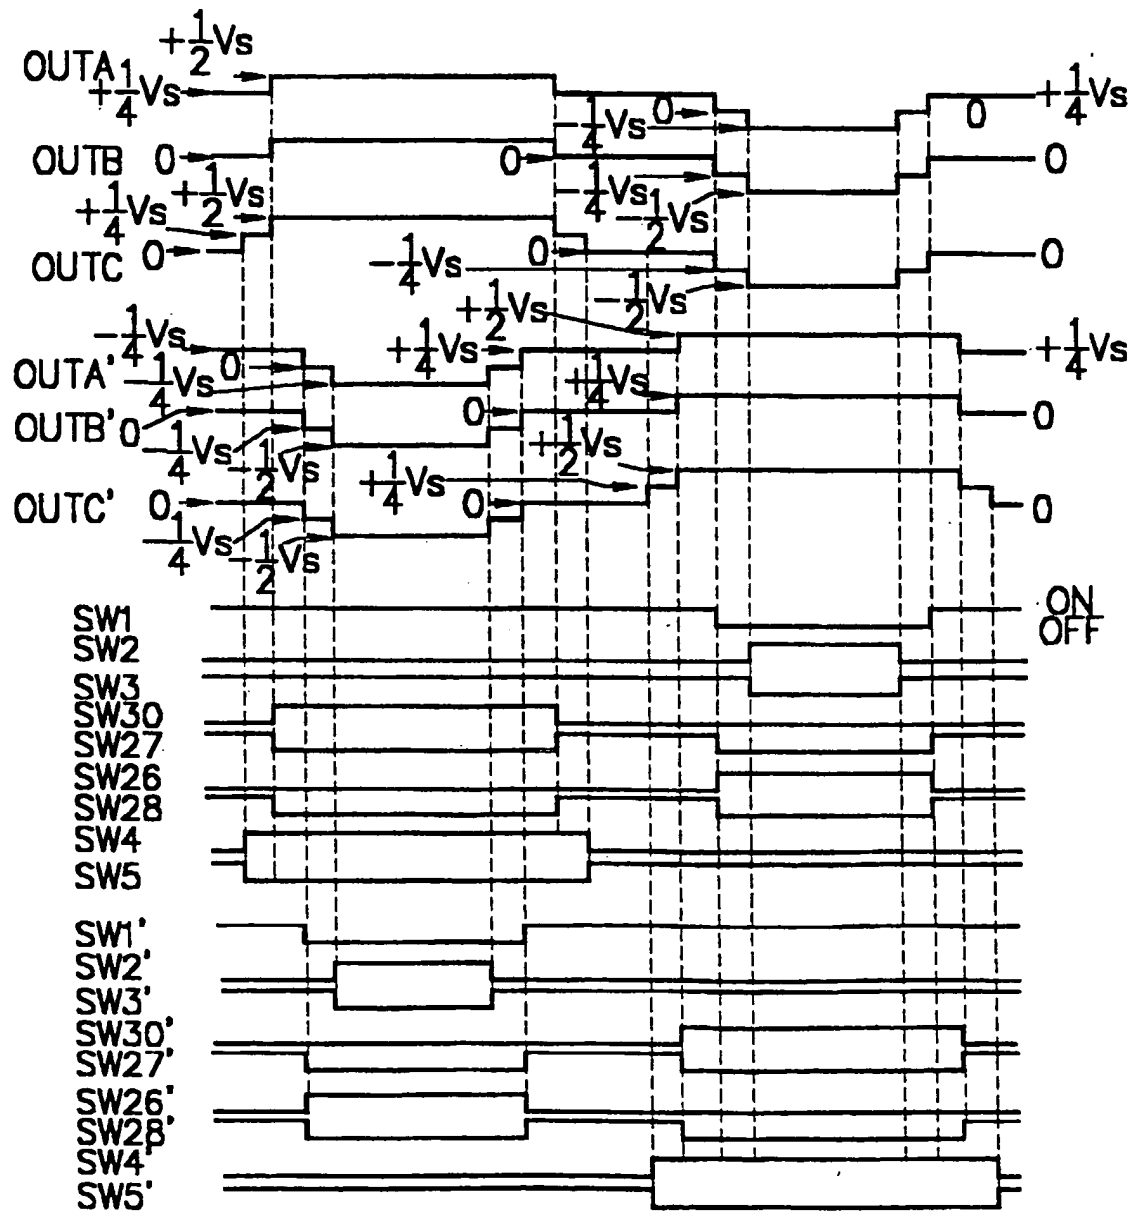 +1/2Vs
OUTA
+1/4Vs
0
-1/4Vs
0
+1/4Vs
OUTB
0
0
-1/4Vs
0
+1/2Vs
+1/4Vs
-1/2Vs
OUTC
0
-1/4Vs
0
0
-1/2Vs
+1/2Vs
-1/4Vs
0
+1/4Vs
+1/4Vs
OUTA'
-1/4Vs
+1/4Vs
OUTB'
0
0
0
-1/4Vs
-1/2Vs
+1/2Vs
+1/4Vs
OUTC'
0
0
0
-1/4Vs
-1/2Vs
SW1
ON
OFF
SW2
SW3
SW30
SW27
SW26
SW28
SW4
SW5
SW1'
SW2'
SW3'
SW30'
SW27'
SW26'
SW28'
SW4'
SW5'